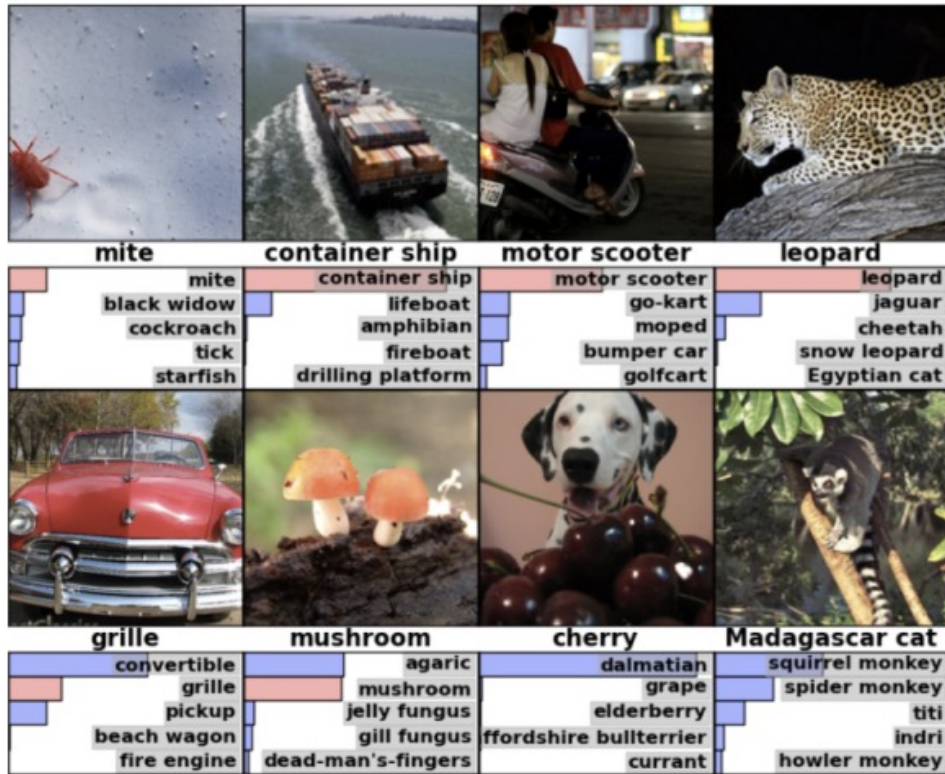 mite container ship motor scooter leopard
mite container ship motor scooter leopard
black widow lifeboat go-kart jaguar
cockroach amphibian moped cheetah
tick fireboat bumper car snow leopard
starfish drilling platform golfcart Egyptian cat
grille mushroom cherry Madagascar cat
convertible agaric dalmatian squirrel monkey
grille mushroom grape spider monkey
pickup jelly fungus elderberry titi
beach wagon gill fungus ffordshire bullterrier indri
fire engine dead-man's-fingers currant howler monkey